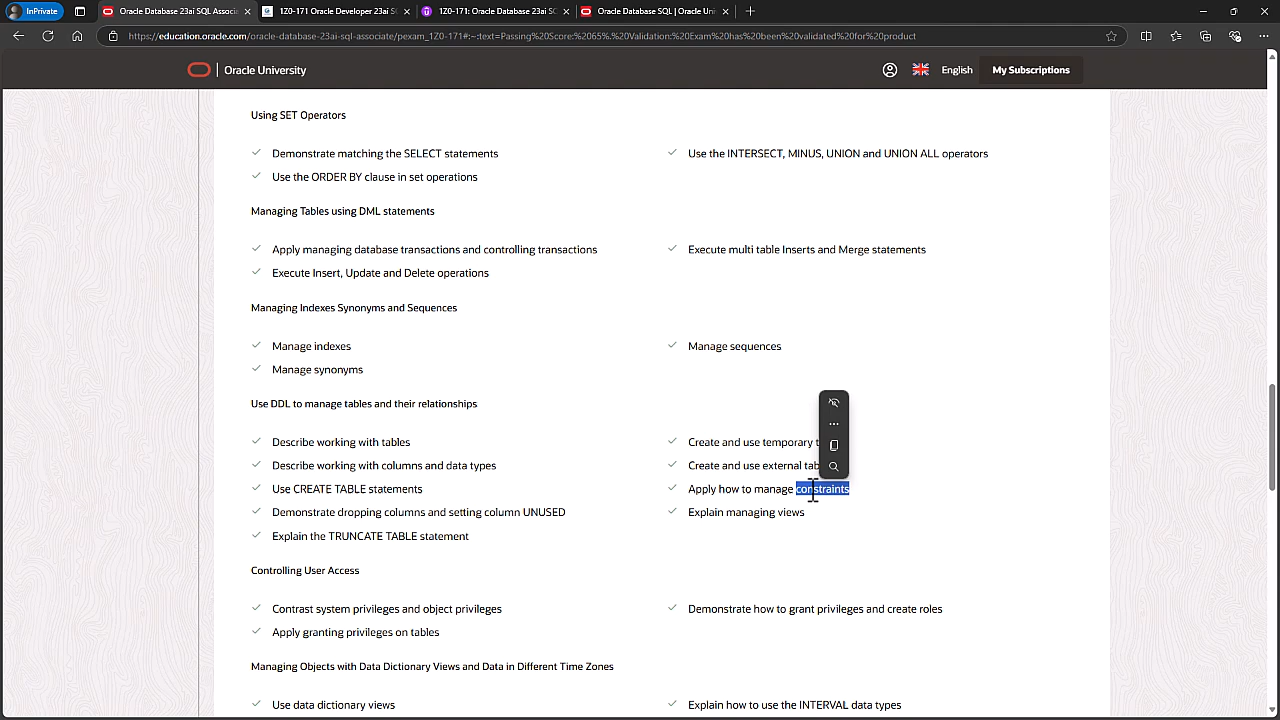 InPrivate
Oracle Database 23ai SQL Associa
1Z0-171 Oracle Developer 23ai SC
1Z0-171: Oracle Database 23ai SC
Oracle Database SQL | Oracle Uni
https://education.oracle.com/oracle-database-23ai-sql-associate/pexam_1Z0-171#:~:text=Passing%20Score:%2065%.%20Validation:%20Exam%20has%20been%20validated%20for%20product
Oracle University
English
My Subscriptions
Using SET Operators
Demonstrate matching the SELECT statements
Use the INTERSECT, MINUS, UNION and UNION ALL operators
Use the ORDER BY clause in set operations
Managing Tables using DML statements
Apply managing database transactions and controlling transactions
Execute multi table Inserts and Merge statements
Execute Insert, Update and Delete operations
Managing Indexes Synonyms and Sequences
Manage indexes
Manage sequences
Manage synonyms
Use DDL to manage tables and their relationships
Describe working with tables
Create and use temporary t
Describe working with columns and data types
Create and use external tab
Use CREATE TABLE statements
Apply how to manage constraints
Demonstrate dropping columns and setting column UNUSED
Explain managing views
Explain the TRUNCATE TABLE statement
Controlling User Access
Contrast system privileges and object privileges
Demonstrate how to grant privileges and create roles
Apply granting privileges on tables
Managing Objects with Data Dictionary Views and Data in Different Time Zones
Use data dictionary views
Explain how to use the INTERVAL data types